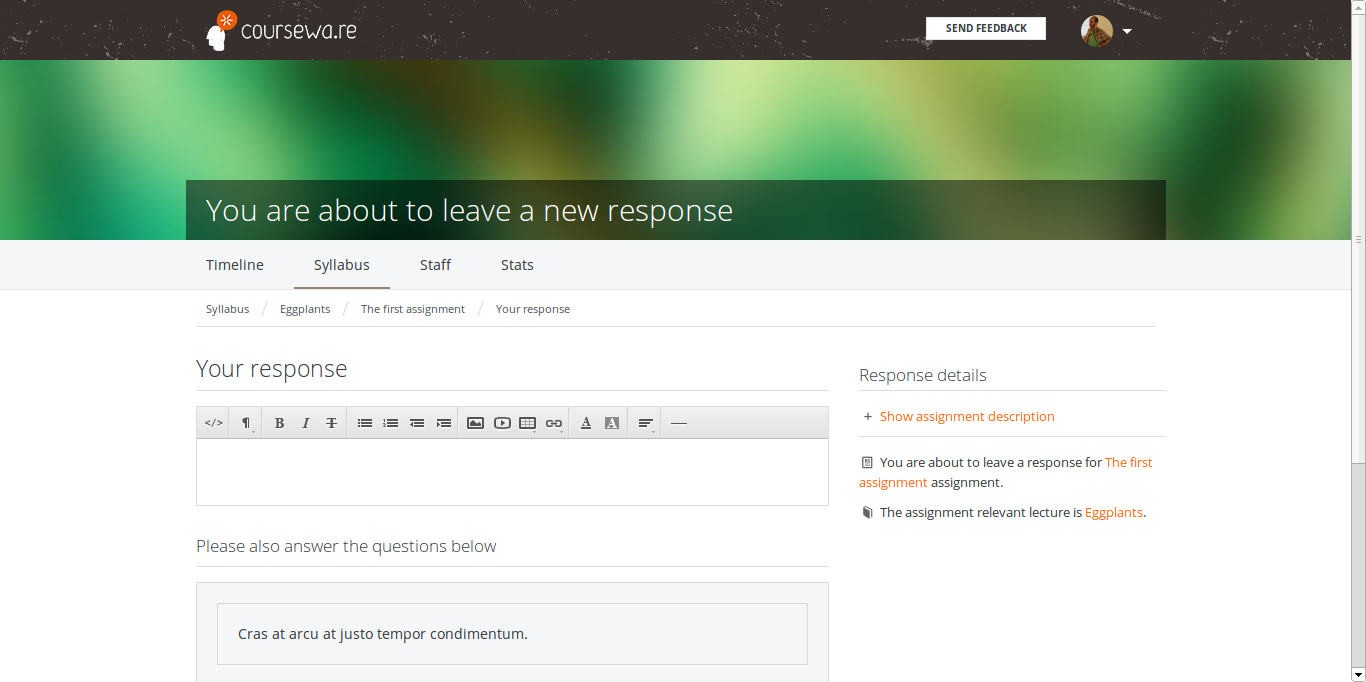 coursewa.re
SEND FEEDBACK
You are about to leave a new response
Timeline Syllabus Staff Stats
Syllabus / Eggplants / The first assignment / Your response
Your response
</> ¶ B I T A A
Please also answer the questions below
Cras at arcu at justo tempor condimentum.
Response details
+ Show assignment description
You are about to leave a response for The first
assignment assignment.
The assignment relevant lecture is Eggplants.